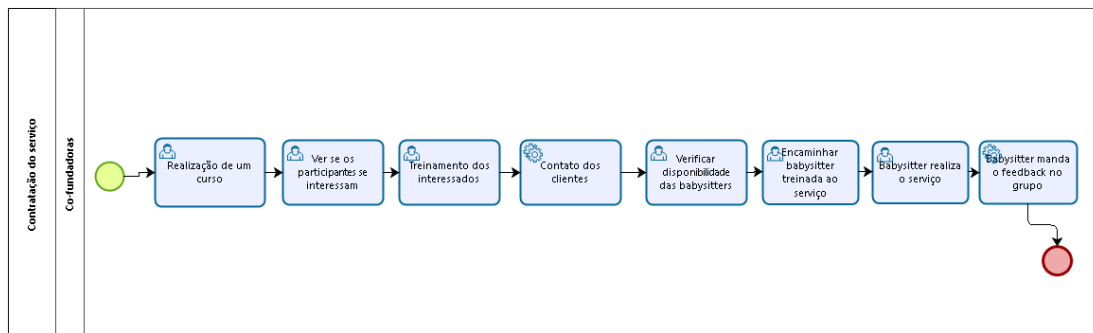 Contratação do serviço
Co-fundadoras
Realização de um
curso
Ver se os
participantes se
interessam
Treinamento dos
interessados
Contato dos
clientes
Verificar
disponibilidade
das babysitters
Encaminhar
babysitter
treinada ao
serviço
Babysitter realiza
o serviço
Babysitter manda
o feedback no
grupo